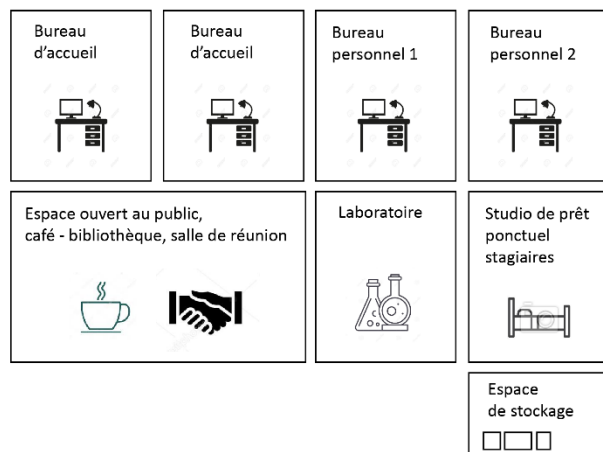 Bureau
d'accueil
Bureau
d'accueil
Bureau
personnel 1
Bureau
personnel 2
Espace ouvert au public,
café - bibliothèque, salle de réunion
Laboratoire
Studio de prêt
ponctuel
stagiaires
Espace
de stockage